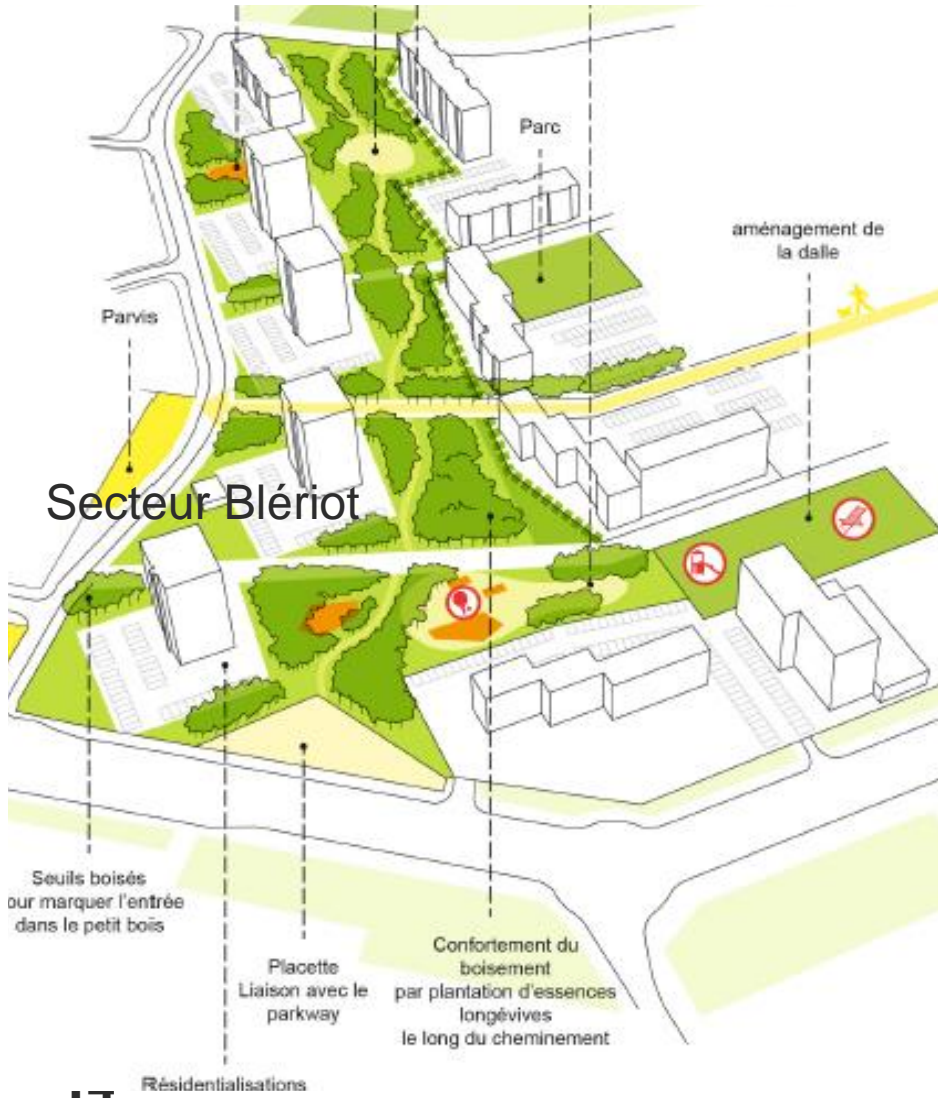 Parc
aménagement de
la dalle
Parvis
Secteur Blériot
Seuils boisés
our marquer l'entrée
dans le petit boiis
Placette
Liaison avec le
parkway
Confortement du
boisement
par plantation d'essences
longévives
le long du cheminement
Résidentialisations